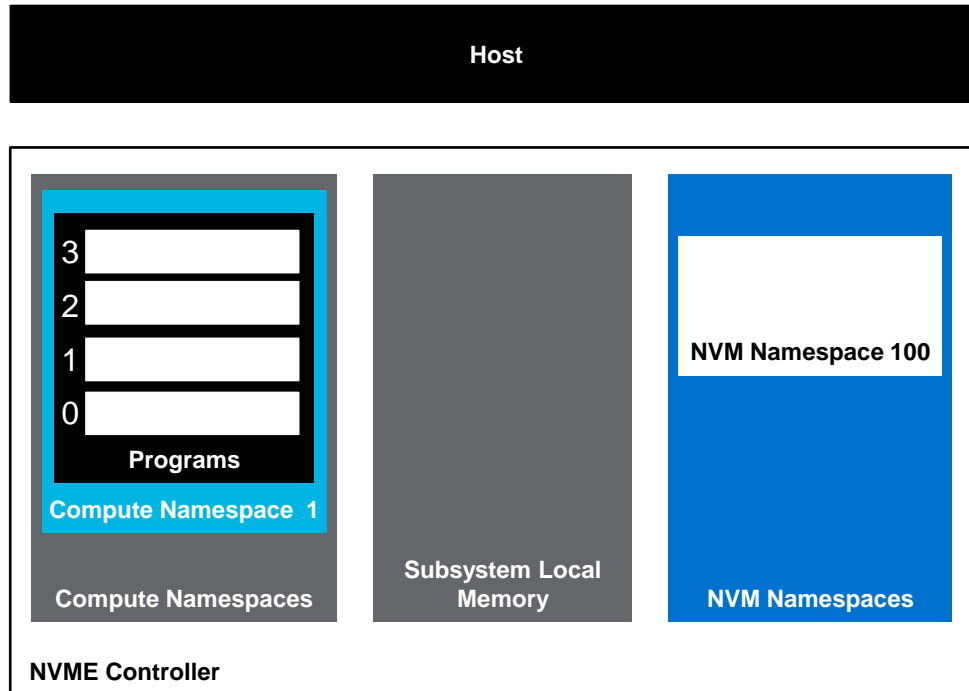 Host
3
2
1
0
Programs
Compute Namespace 1
Compute Namespaces
Subsystem Local
Memory
NVM Namespace 100
NVM Namespaces
NVME Controller